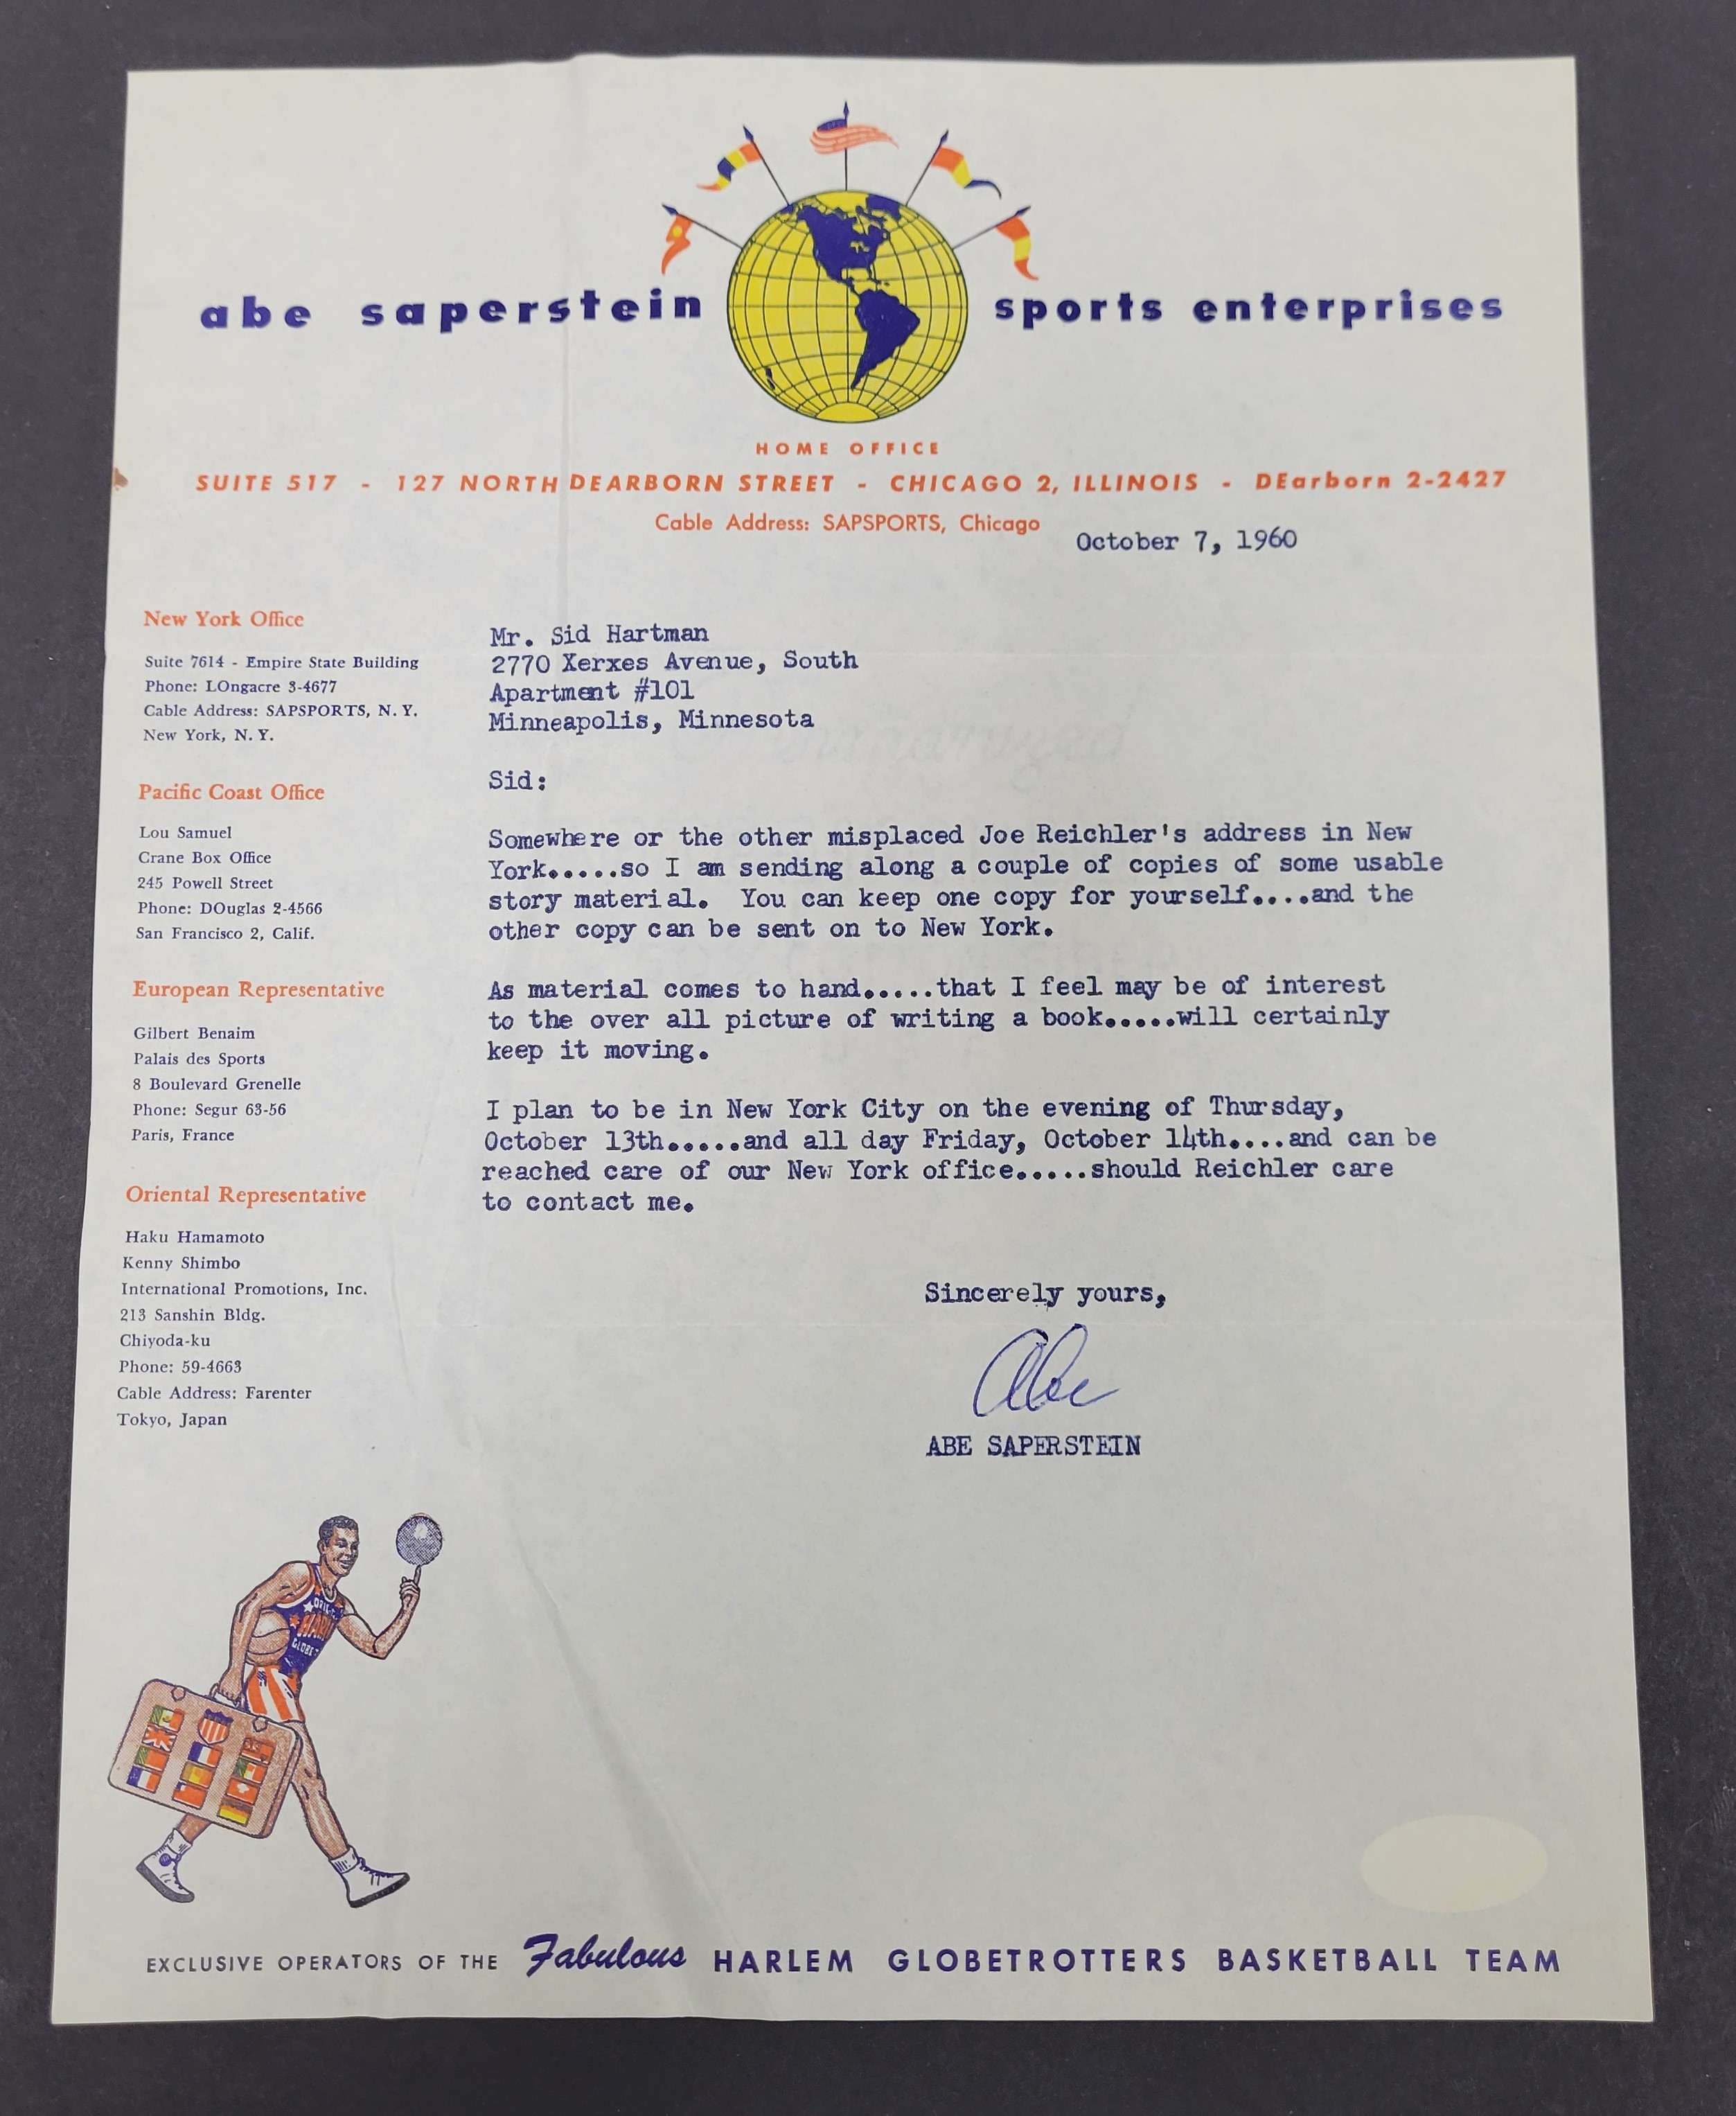 abe saperstein sports enterprises
HOME OFFICE
SUITE 517 - 127 NORTH DEARBORN STREET - CHICAGO 2, ILLINOIS - DEarborn 2-2427
Cable Address: SAPSPORTS, Chicago
October 7, 1960
New York Office
Suite 7614 - Empire State Building
Phone: LOngacre 3-4677
Cable Address: SAPSPORTS, N. Y.
New York, N. Y.
Pacific Coast Office
Lou Samuel
Crane Box Office
245 Powell Street
Phone: DOuglas 2-4566
San Francisco 2, Calif.
European Representative
Gilbert Benaim
Palais des Sports
8 Boulevard Grenelle
Phone: Segur 63-56
Paris, France
Oriental Representative
Haku Hamamoto
Kenny Shimbo
International Promotions, Inc.
213 Sanshin Bldg.
Chiyoda-ku
Phone: 59-4663
Cable Address: Farenter
Tokyo, Japan
Mr. Sid Hartman
2770 Xerxes Avenue, South
Apartment #101
Minneapolis, Minnesota
Sid:
Somewhere or the other misplaced Joe Reichler's address in New
York.....so I am sending along a couple of copies of some usable
story material. You can keep one copy for yourself....and the
other copy can be sent on to New York.
As material comes to hand.....that I feel may be of interest
to the over all picture of writing a book.....will certainly
keep it moving.
I plan to be in New York City on the evening of Thursday,
October 13th.....and all day Friday, October 14th....and can be
reached care of our New York office.....should Reichler care
to contact me.
Sincerely yours,
Abe
ABE SAPERSTEIN
EXCLUSIVE OPERATORS OF THE Fabulous HARLEM GLOBETROTTERS BASKETBALL TEAM